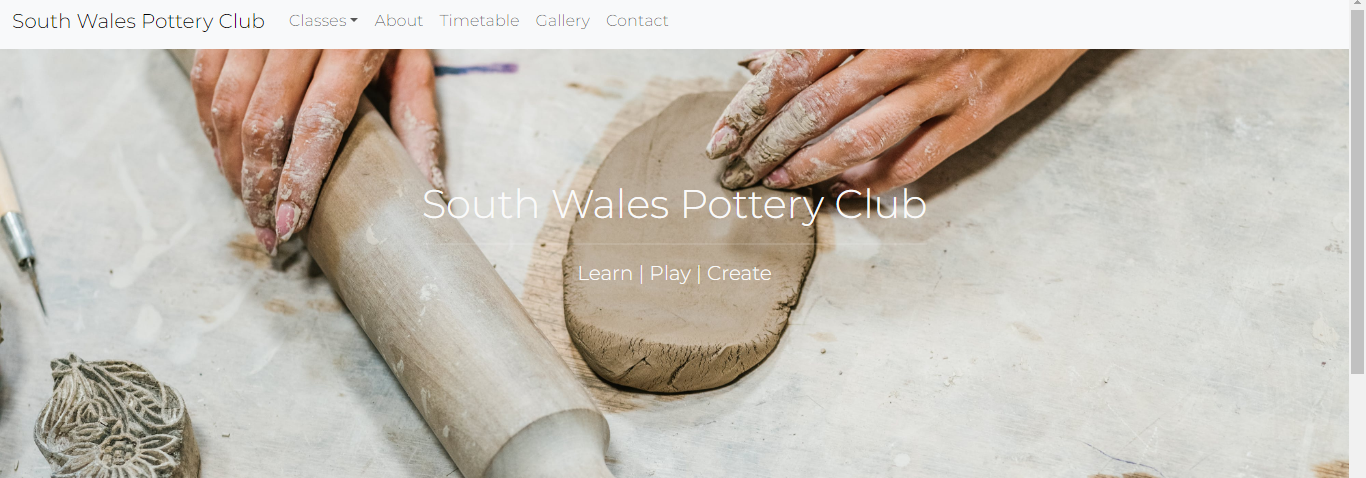 South Wales Pottery Club Classes About Timetable Gallery Contact
South Wales Pottery Club
Learn | Play | Create